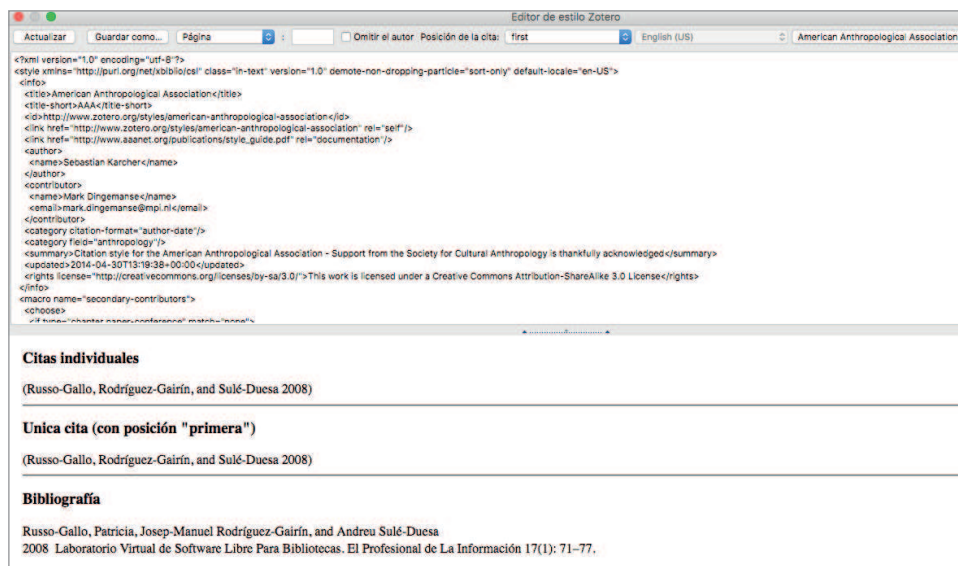 Editor de estilo Zotero
Actualizar Guardar como... Página : Omitir el autor Posición de la cita: first English (US) American Anthropological Association
<?xml version="1.0" encoding="utf-8"?>
<style xmlns="http://purl.org/net/xbiblio/csl" class="in-text" version="1.0" demote-non-dropping-particle="sort-only" default-locale="en-US">
<info>
<title>American Anthropological Association</title>
<title-short>AAA</title-short>
<id>http://www.zotero.org/styles/american-anthropological-association</id>
<link href="http://www.zotero.org/styles/american-anthropological-association" rel="self"/>
<link href="http://www.aaanet.org/publications/style_guide.pdf" rel="documentation"/>
<author>
<name>Sebastian Karcher</name>
</author>
<contributor>
<name>Mark Dingemanse</name>
<email>mark.dingemanse@mpi.nl</email>
</contributor>
<category citation-format="author-date"/>
<category field="anthropology"/>
<summary>Citation style for the American Anthropological Association - Support from the Society for Cultural Anthropology is thankfully acknowledged</summary>
<updated>2014-04-30T13:19:38+00:00</updated>
<rights license="http://creativecommons.org/licenses/by-sa/3.0/">This work is licensed under a Creative Commons Attribution-ShareAlike 3.0 License</rights>
</info>
<macro name="secondary-contributors">
<choose>
<if type="chapter paper-conference" match="none">
Citas individuales
(Russo-Gallo, Rodríguez-Gairín, and Sulé-Duesa 2008)
Unica cita (con posición "primera")
(Russo-Gallo, Rodríguez-Gairín, and Sulé-Duesa 2008)
Bibliografía
Russo-Gallo, Patricia, Josep-Manuel Rodríguez-Gairín, and Andreu Sulé-Duesa
2008 Laboratorio Virtual de Software Libre Para Bibliotecas. El Profesional de La Información 17(1): 71–77.